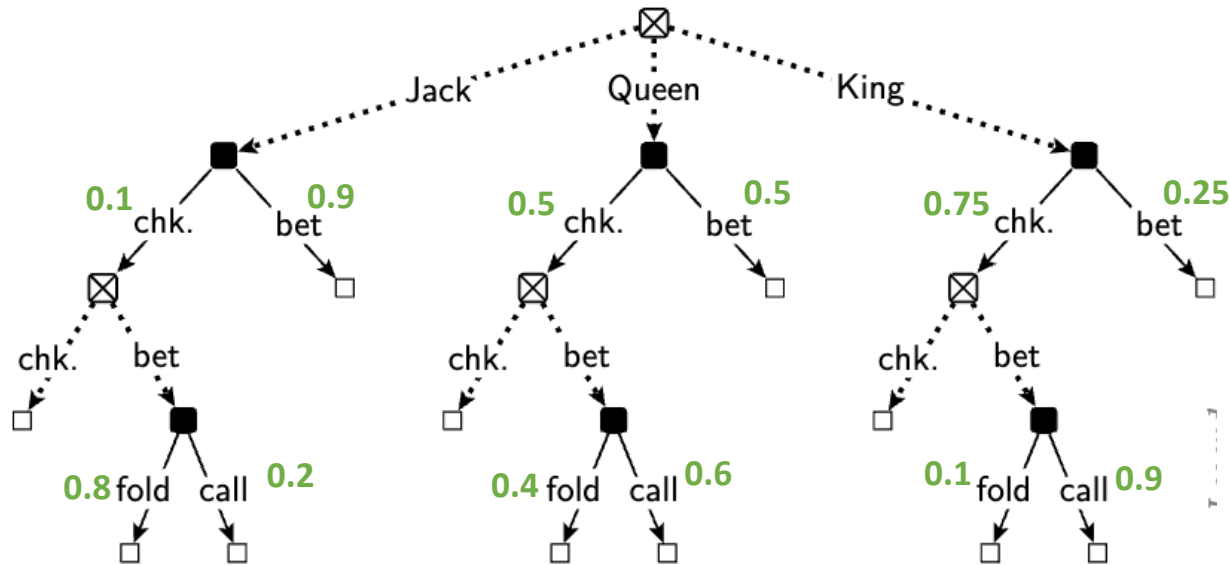 Jack Queen King
0.1 0.9 0.5 0.5 0.75 0.25
chk. bet chk. bet chk. bet
chk. bet chk. bet chk. bet
0.8 fold call 0.2 0.4 fold call 0.6 0.1 fold call 0.9